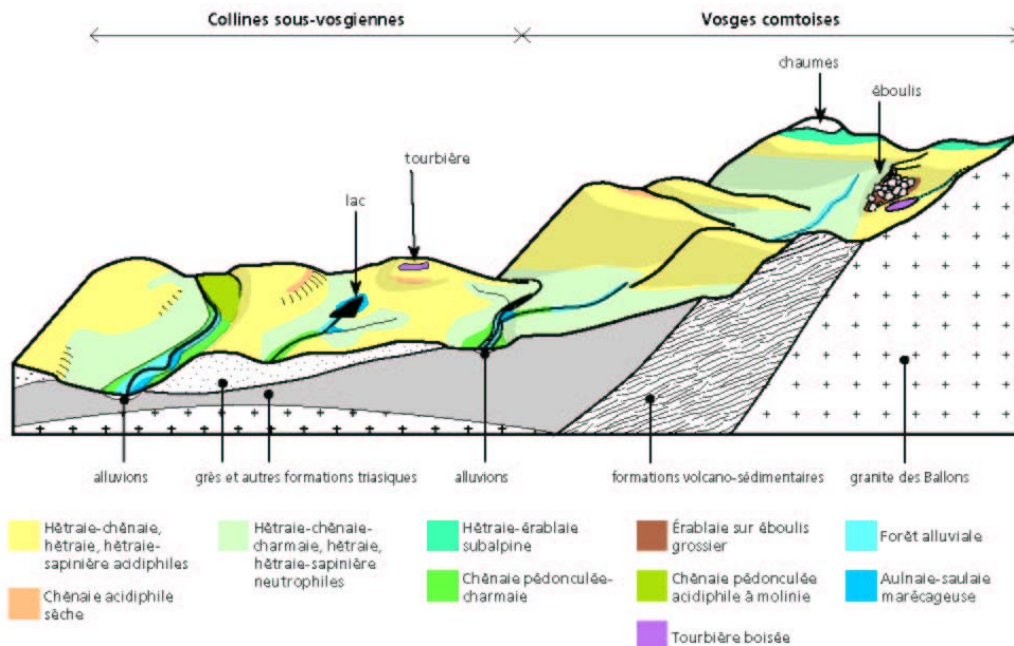 Collines sous-vosgiennes
Vosges comtoises
chaumes
éboulis
tourbière
lac
alluvions
grès et autres formations triasiques
alluvions
formations volcano-sédimentaires
granite des Ballons
Hêtraie-chênaie,
hêtraie, hêtraie-
sapinière acidiphiles
Chênaie acidiphile
sèche
Hêtraie-chênaie-
charmaie, hêtraie,
hêtraie-sapinière
neutrophiles
Hêtraie-érablaie
subalpine
Chênaie pédonculée-
charmaie
Érablaie sur éboulis
grossier
Chênaie pédonculée
acidiphile à molinie
Tourbière boisée
Forêt alluviale
Aulnaie-saulaie
marécageuse